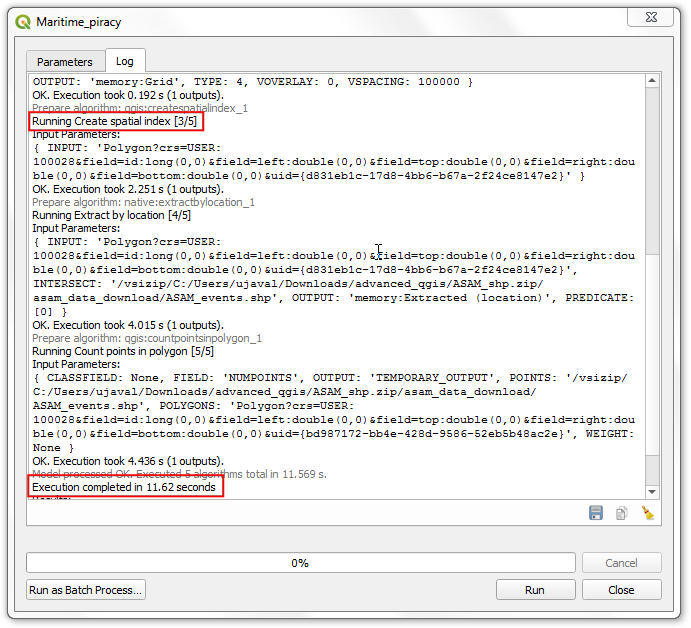 Maritime_piracy
Parameters
Log
OUTPUT: 'memory:Grid', TYPE: 4, VOVERLAY: 0, VSPACING: 100000 }
OK. Execution took 0.192 s (1 outputs).
Prepare algorithm: qgis:createspatialindex_1
Running Create spatial index [3/5]
Input Parameters:
{ INPUT: 'Polygon?crs=USER:
100028&field=id:long(0,0)&field=left:double(0,0)&field=top:double(0,0)&field=right:dou
ble(0,0)&field=bottom:double(0,0)&uid={d831eb1c-17d8-4bb6-b67a-2f24ce8147e2}' }
OK. Execution took 2.251 s (1 outputs).
Prepare algorithm: native:extractbylocation_1
Running Extract by location [4/5]
Input Parameters:
{ INPUT: 'Polygon?crs=USER:
100028&field=id:long(0,0)&field=left:double(0,0)&field=top:double(0,0)&field=right:dou
ble(0,0)&field=bottom:double(0,0)&uid={d831eb1c-17d8-4bb6-b67a-2f24ce8147e2}',
INTERSECT: '/vsizip/C:/Users/ujaval/Downloads/advanced_qgis/ASAM_shp.zip/
asam_data_download/ASAM_events.shp', OUTPUT: 'memory:Extracted (location)', PREDICATE:
[0] }
OK. Execution took 4.015 s (1 outputs).
Prepare algorithm: qgis:countpointsinpolygon_1
Running Count points in polygon [5/5]
Input Parameters:
{ CLASSFIELD: None, FIELD: 'NUMPOINTS', OUTPUT: 'TEMPORARY_OUTPUT', POINTS: '/vsizip/
C:/Users/ujaval/Downloads/advanced_qgis/ASAM_shp.zip/asam_data_download/
ASAM_events.shp', POLYGONS: 'Polygon?crs=USER:
100028&field=id:long(0,0)&field=left:double(0,0)&field=top:double(0,0)&field=right:dou
ble(0,0)&field=bottom:double(0,0)&uid={bd987172-bb4e-428d-9586-52eb5b48ac2e}', WEIGHT:
None }
OK. Execution took 4.436 s (1 outputs).
Model processed OK. Executed 5 algorithms total in 11.569 s.
Execution completed in 11.62 seconds
Results:
0%
Cancel
Run as Batch Process...
Run
Close